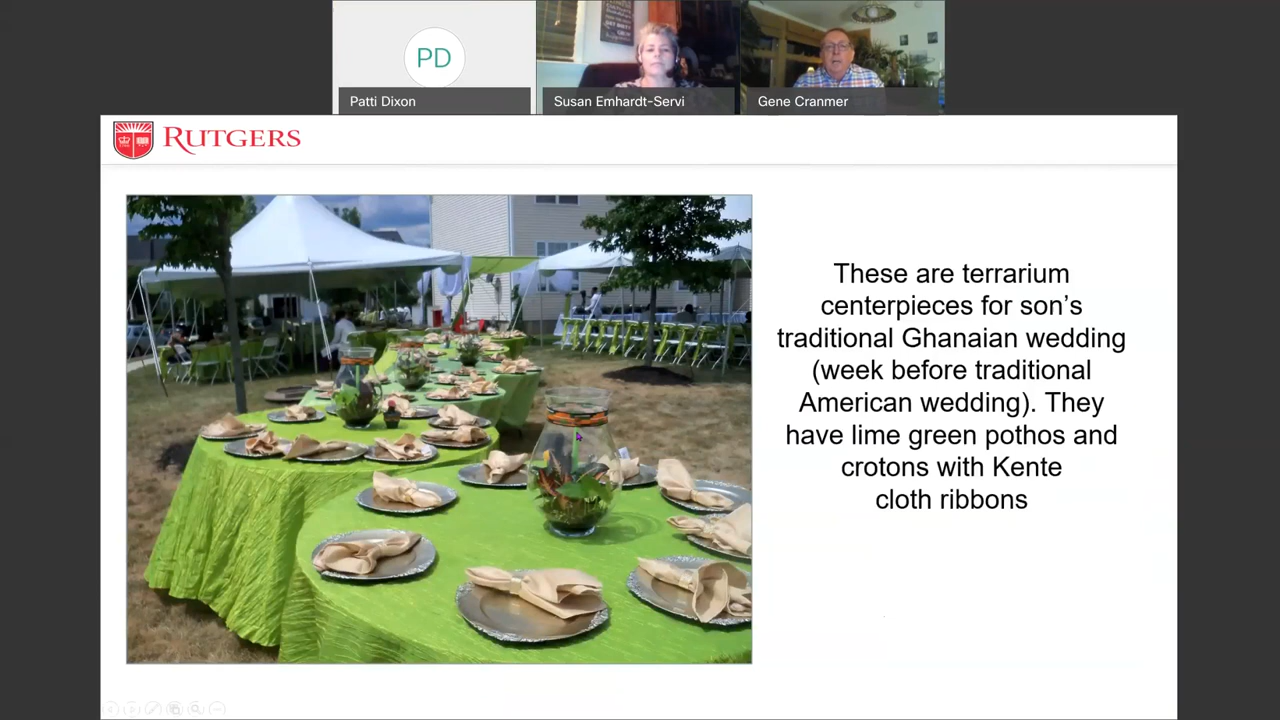 PD
Patti Dixon
Susan Emhardt-Servi
Gene Cranmer
RUTGERS
These are terrarium
centerpieces for son's
traditional Ghanaian wedding
(week before traditional
American wedding). They
have lime green pothos and
crotons with Kente
cloth ribbons